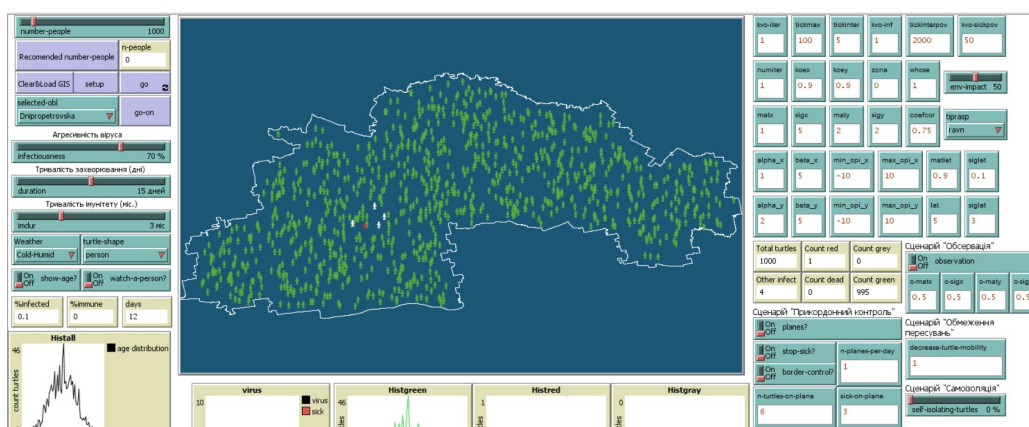 number-people 1000
Recomended number-people
n-people
0
Clear&Load GIS
setup
go
selected-obl
Dnipropetrovska
go-on
Агресивність віруса
infectiousness 70 %
Тривалість захворювання (дні)
duration 15 дней
Тривалість імунітету (міс.)
imdur 3 міс
Weather
Cold-Humid
turtle-shape
person
On
Off
show-age?
On
Off
watch-a-person?
%infected
0.1
%immune
0
days
12
Histall
46
count turtles
age distribution
virus
10
virus
sick
Histgreen
46
Histred
1
Histgray
0
kvo-iter
1
tickmax
100
tickinter
5
kvo-inf
1
tickinterpov
2000
kvo-sickpov
50
numiter
1
koex
0.9
koey
0.9
zona
0
whose
1
env-impact 50
matx
1
sigx
5
maty
2
sigy
2
coefcor
0.75
tiprasp
ravn
alpha_x
1
beta_x
5
min_opi_x
-10
max_opi_x
10
matlet
0.9
siglet
0.1
alpha_y
2
beta_y
5
min_opi_y
-10
max_opi_y
10
lat
5
siglat
3
Total turtles
1000
Count red
1
Count grey
0
Other infect
4
Count dead
0
Count green
995
Сценарій "Обсервація"
On
Off
observation
o-matx
0.5
o-sigx
0.5
o-maty
0.5
o-sig
0.5
Сценарій "Прикордонний контроль"
On
Off
planes?
On
Off
stop-sick?
On
Off
border-control?
n-planes-per-day
1
n-turtles-on-plane
6
sick-on-plane
3
Сценарій "Обмеження
пересувань"
decrease-turtle-mobility
1
Сценарій "Самоізоляція"
self-isolating-turtles 0 %